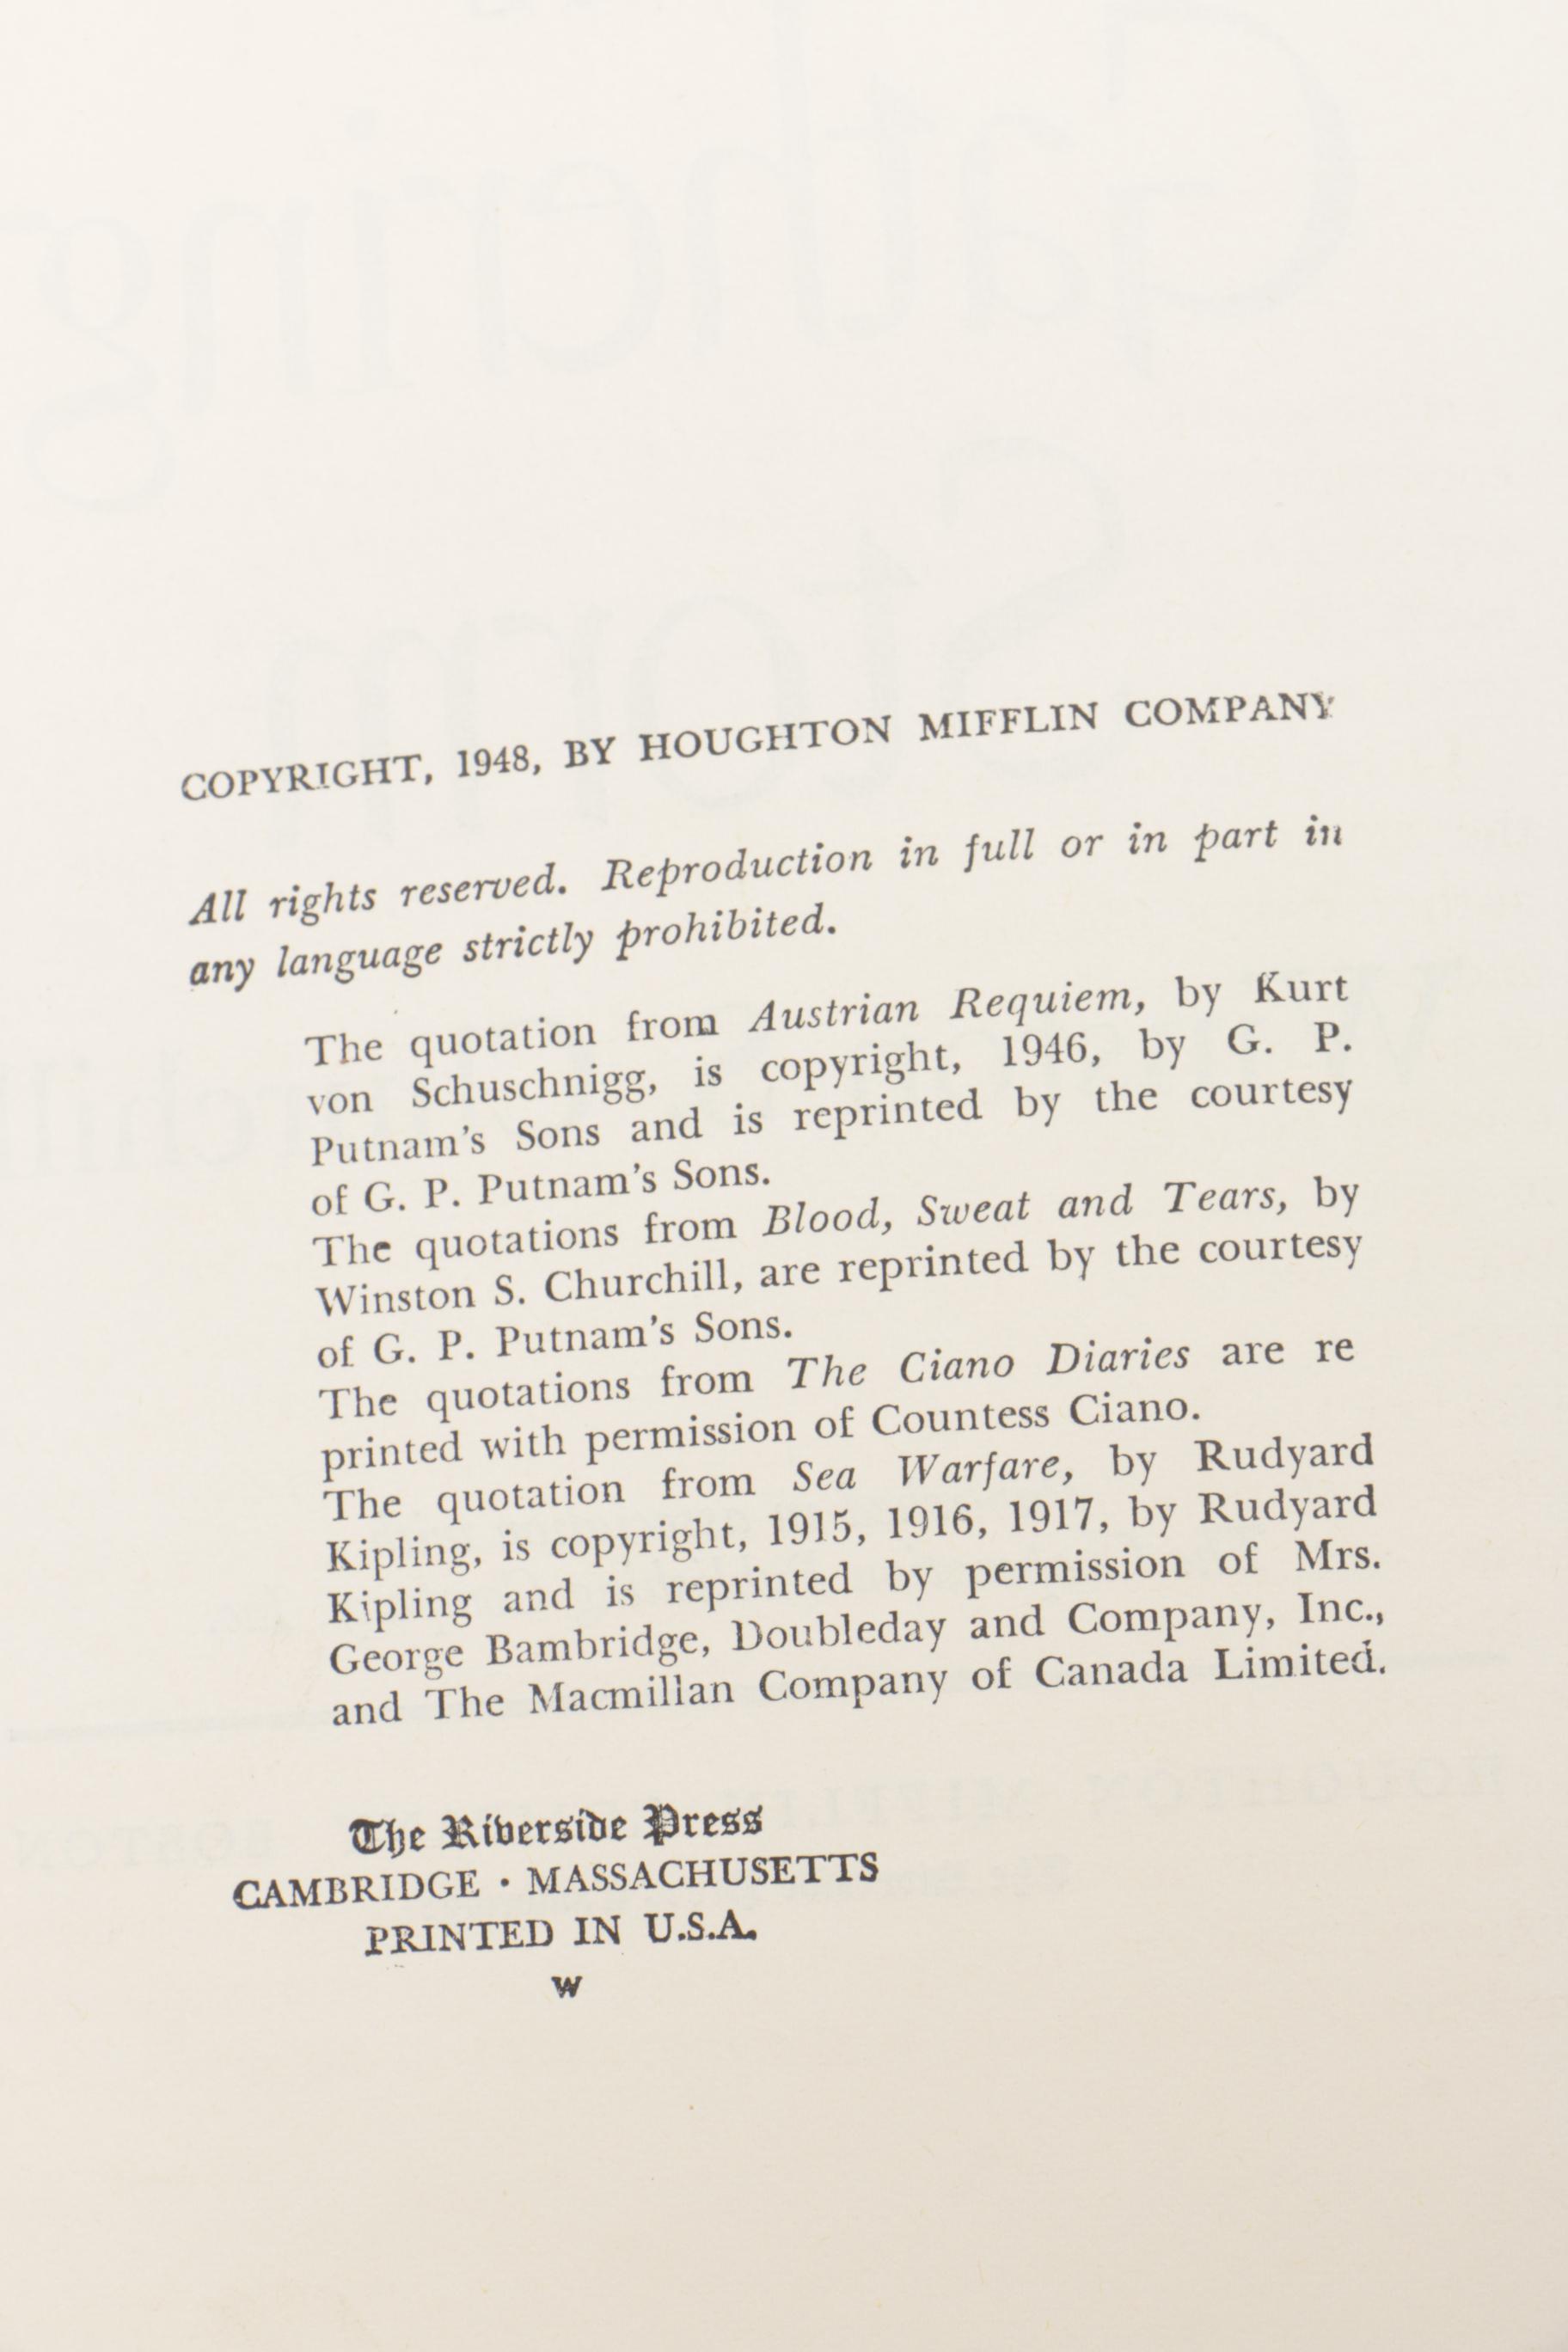 COPYRIGHT, 1948, BY HOUGHTON MIFFLIN COMPANY
All rights reserved. Reproduction in full or in part in
any language strictly prohibited.
The quotation from Austrian Requiem, by Kurt
von Schuschnigg, is copyright, 1946, by G. P.
Putnam's Sons and is reprinted by the courtesy
of G. P. Putnam's Sons.
The quotations from Blood, Sweat and Tears, by
Winston S. Churchill, are reprinted by the courtesy
of G. P. Putnam's Sons.
The quotations from The Ciano Diaries are re
printed with permission of Countess Ciano.
The quotation from Sea Warfare, by Rudyard
Kipling, is copyright, 1915, 1916, 1917, by Rudyard
Kipling and is reprinted by permission of Mrs.
George Bambridge, Doubleday and Company, Inc.,
and The Macmillan Company of Canada Limited.
The Riverside Press
CAMBRIDGE · MASSACHUSETTS
PRINTED IN U.S.A.
W